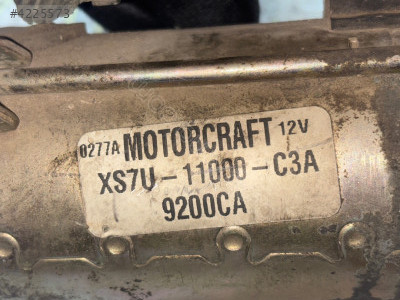 #4225573
0277A MOTORCRAFT 12V
XS7U-11000-C3A
9200CA